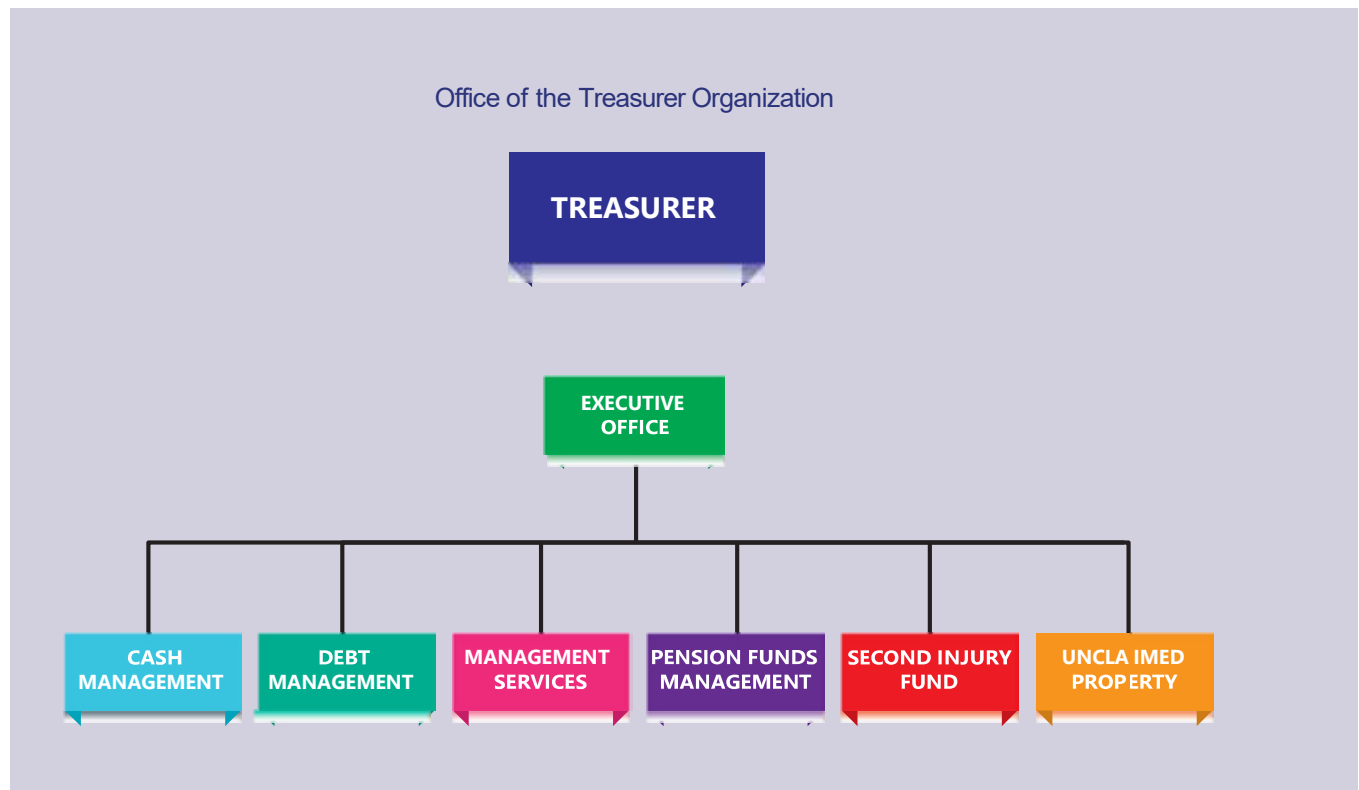 Office of the Treasurer Organization
TREASURER
EXECUTIVE
OFFICE
CASH
MANAGEMENT
DEBT
MANAGEMENT
MANAGEMENT
SERVICES
PENSION FUNDS
MANAGEMENT
SECOND INJURY
FUND
UNCLA IMED
PROPERTY